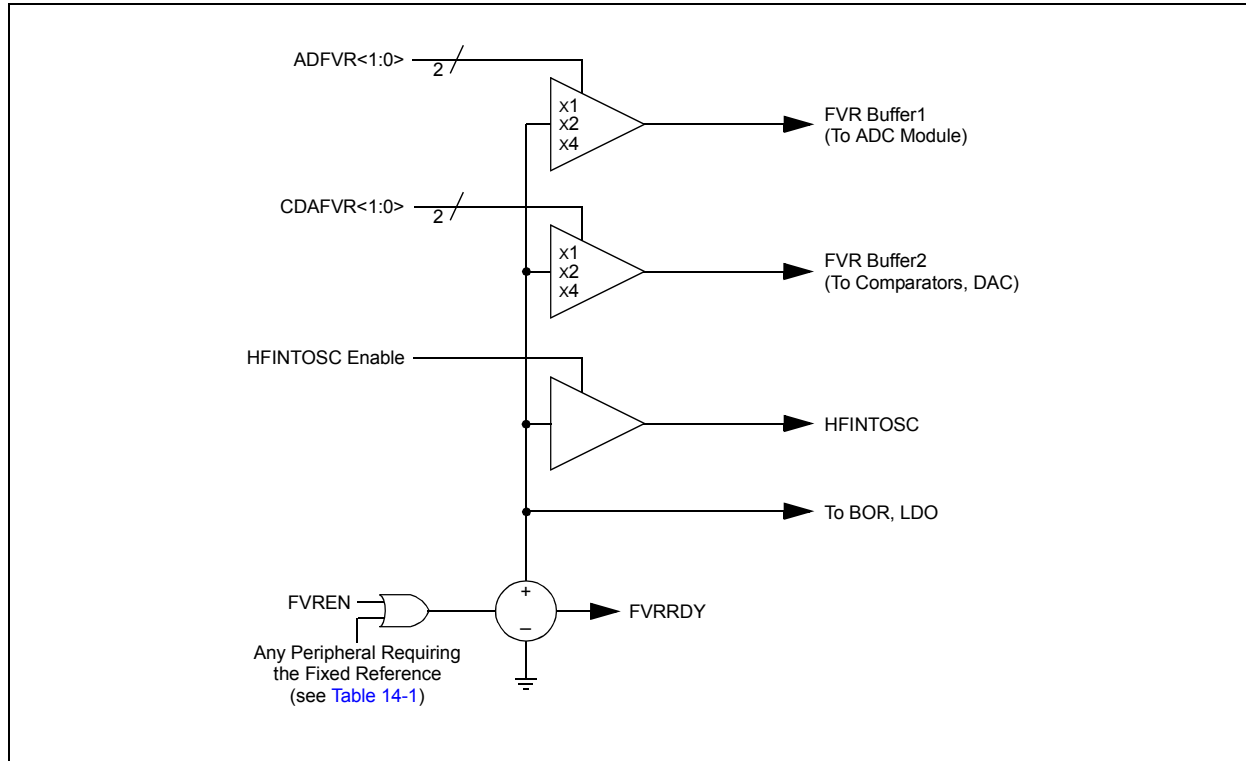 ADFVR<1:0>
2
x1
x2
x4
FVR Buffer1
(To ADC Module)
CDAFVR<1:0>
2
x1
x2
x4
FVR Buffer2
(To Comparators, DAC)
HFINTOSC Enable
HFINTOSC
To BOR, LDO
+
_
FVREN
FVRRDY
Any Peripheral Requiring
the Fixed Reference
(see Table 14-1)